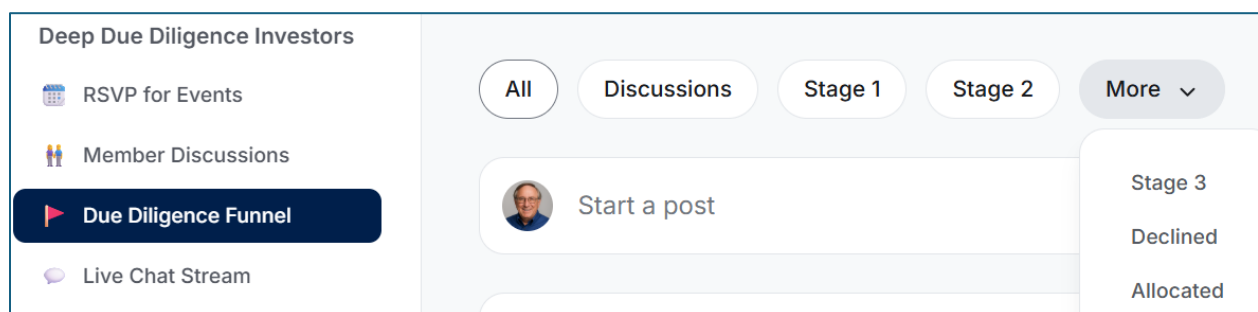 Deep Due Diligence Investors
RSVP for Events
Member Discussions
Due Diligence Funnel
Live Chat Stream
All
Discussions
Stage 1
Stage 2
More
Start a post
Stage 3
Declined
Allocated